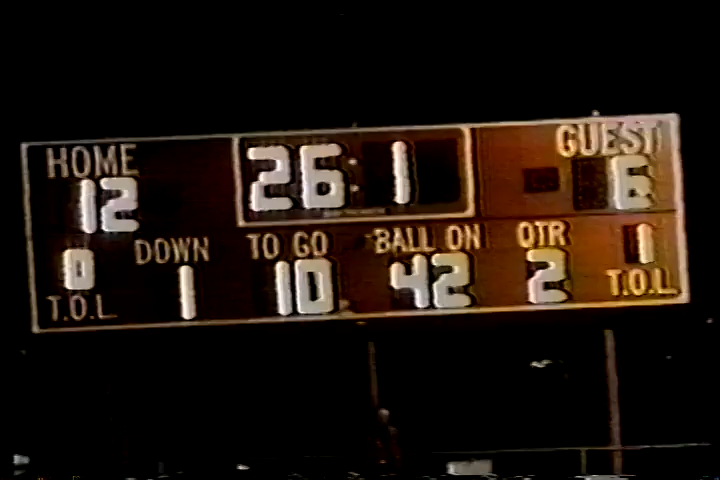 HOME 26:1 GUEST
12 6
DOWN TO GO BALL ON QTR
0 1 10 42 2 1
T.O.L. T.O.L.